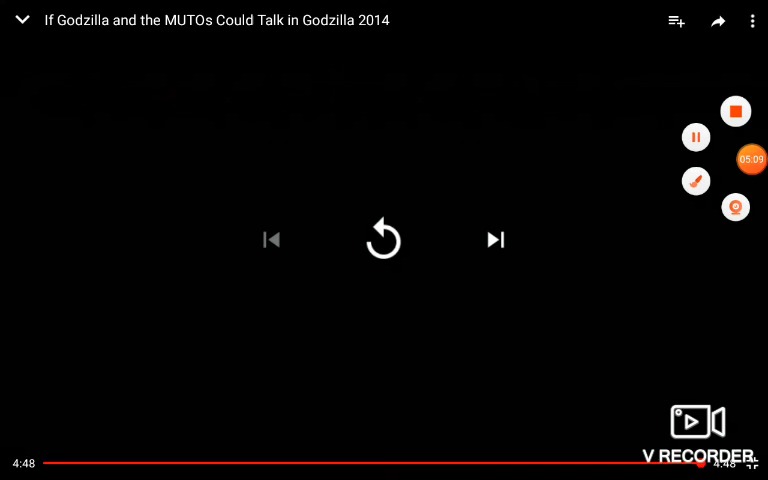 If Godzilla and the MUTOs Could Talk in Godzilla 2014
05:09
V RECORDER
4:48
4:48